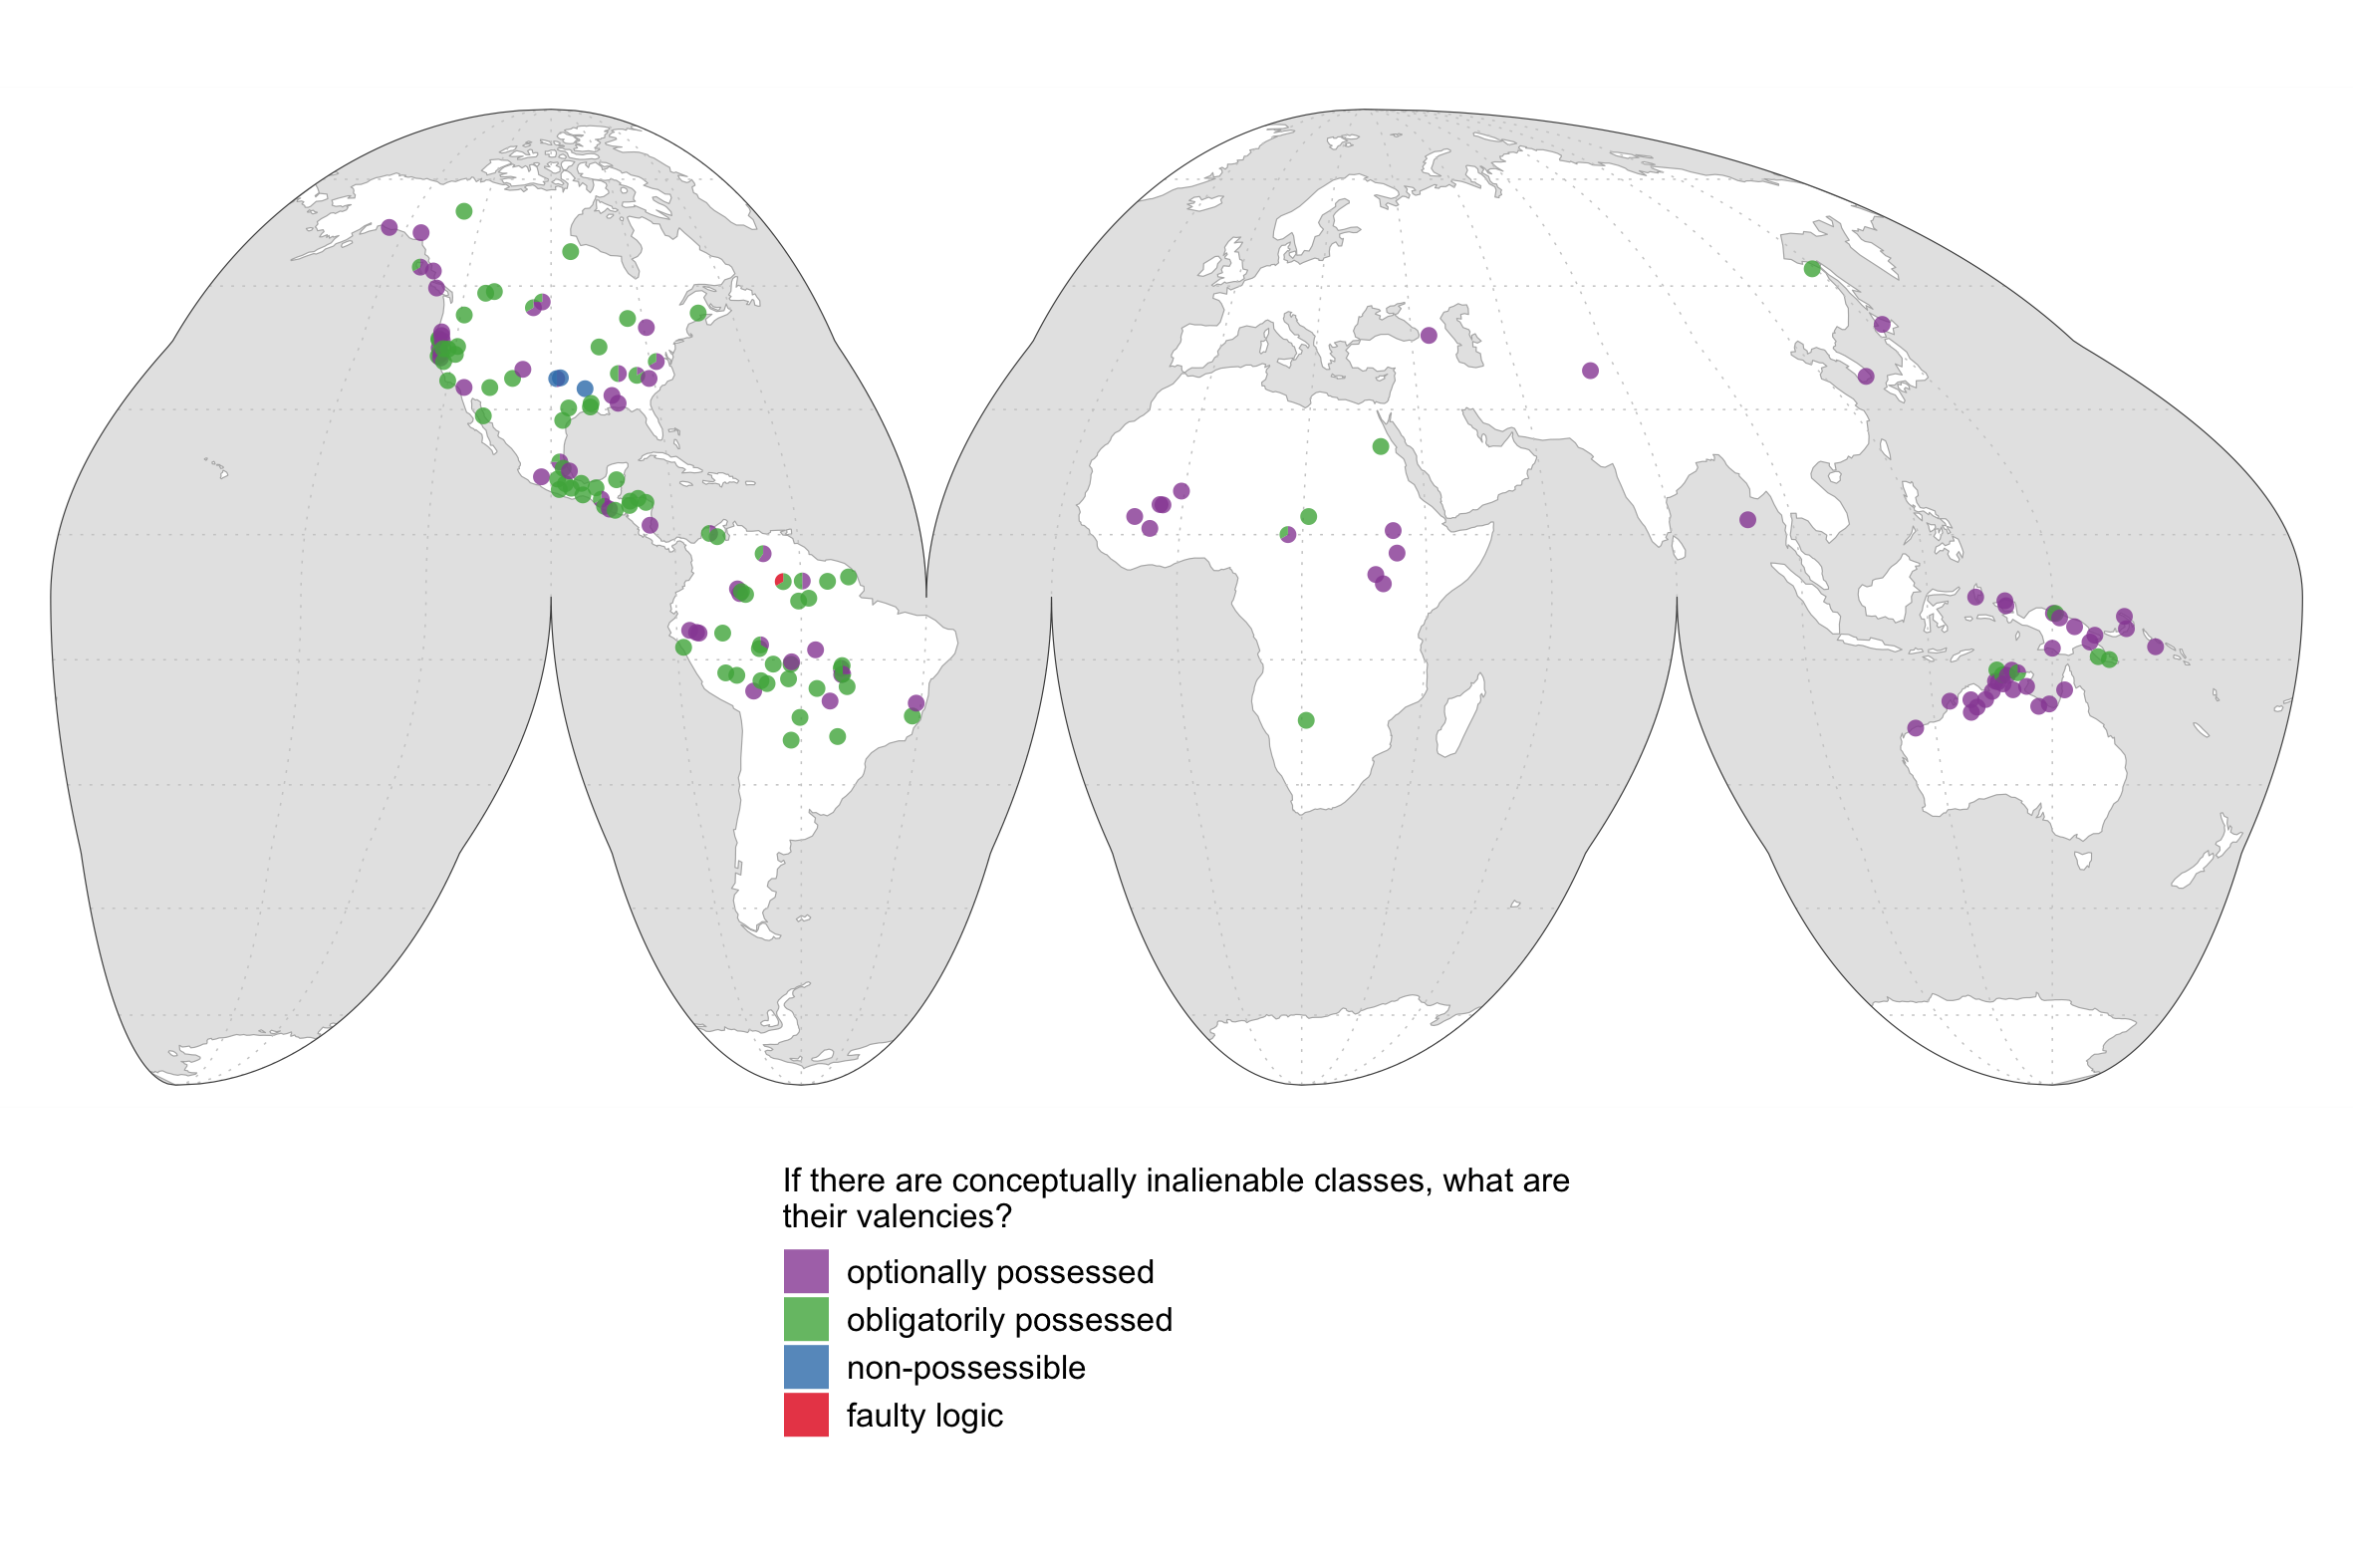 If there are conceptually inalienable classes, what are
their valencies?
optionally possessed
obligatorily possessed
non-possessible
faulty logic